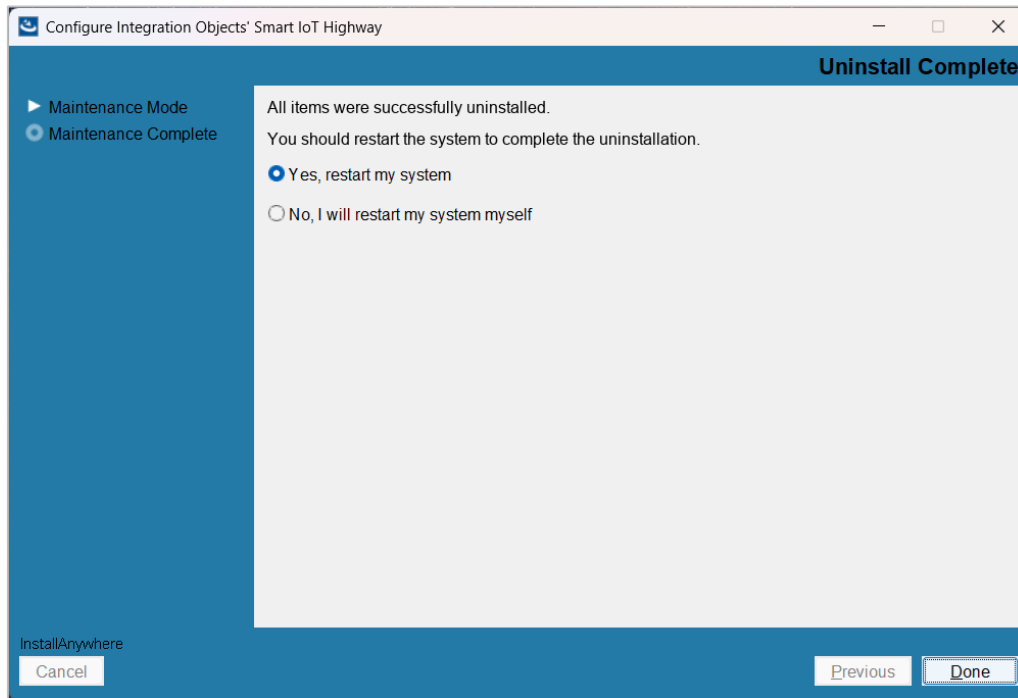 Configure Integration Objects' Smart IoT Highway
Uninstall Complete
Maintenance Mode
Maintenance Complete
All items were successfully uninstalled.
You should restart the system to complete the uninstallation.
Yes, restart my system
No, I will restart my system myself
InstallAnywhere
Cancel
Previous
Done